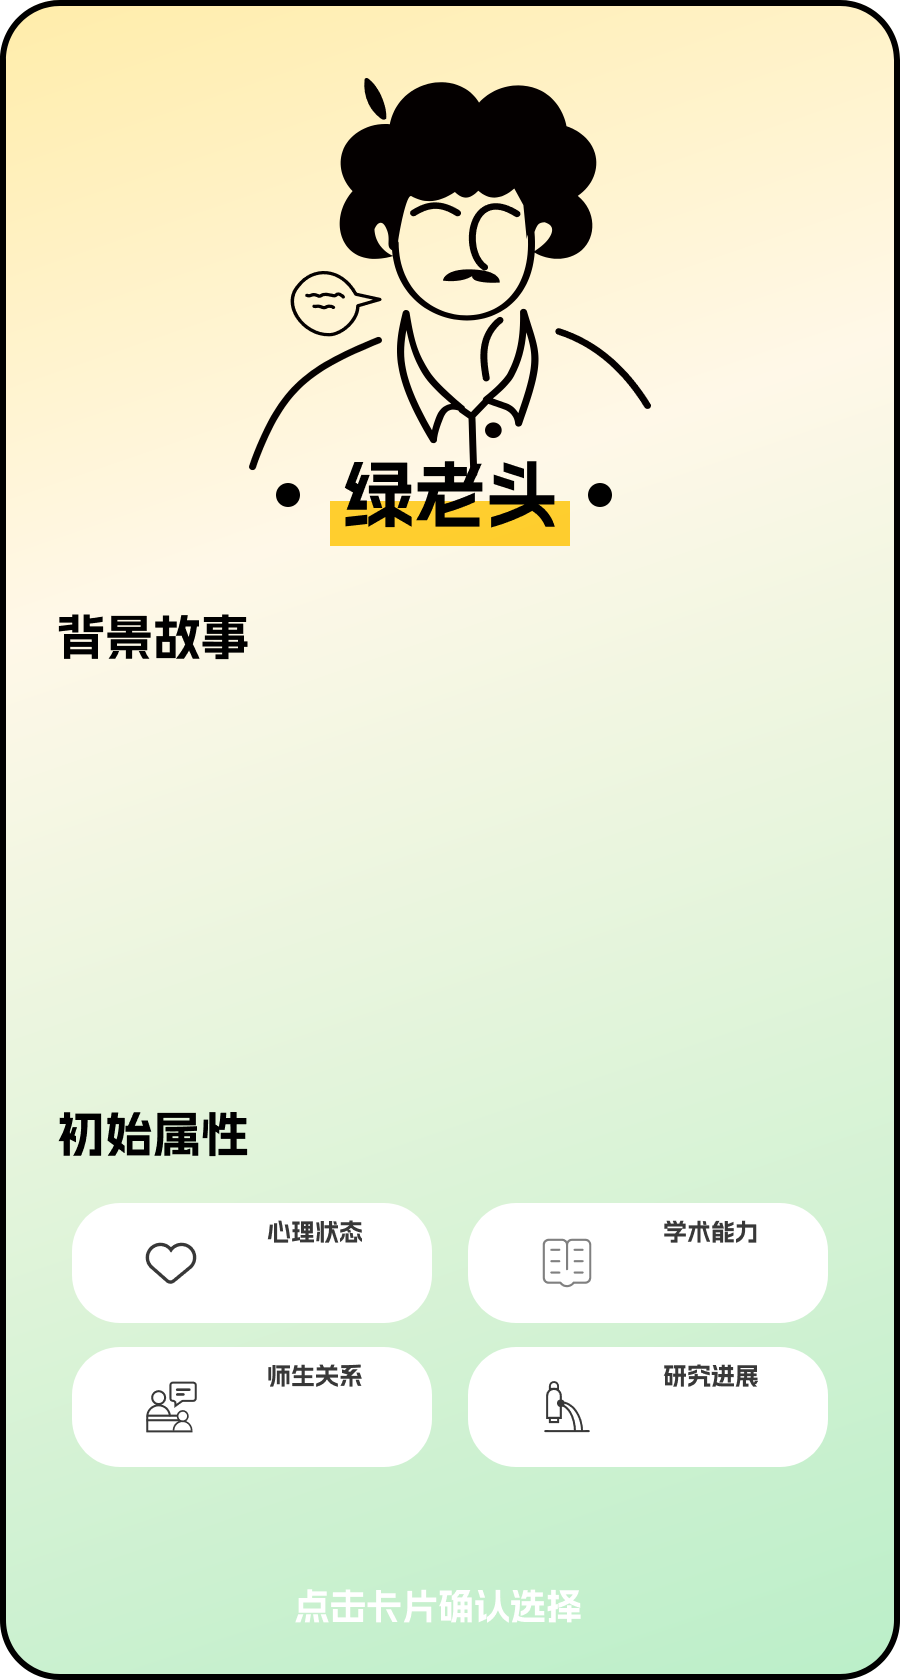 绿老头
背景故事
初始属性
心理状态
学术能力
师生关系
研究进展
点击卡片确认选择